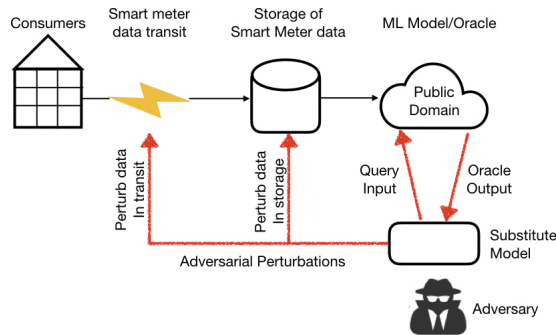 Consumers
Smart meter
data transit
Storage of
Smart Meter data
ML Model/Oracle
Public
Domain
Perturb data
In transit
Perturb data
In storage
Query
Input
Oracle
Output
Substitute
Model
Adversarial Perturbations
Adversary